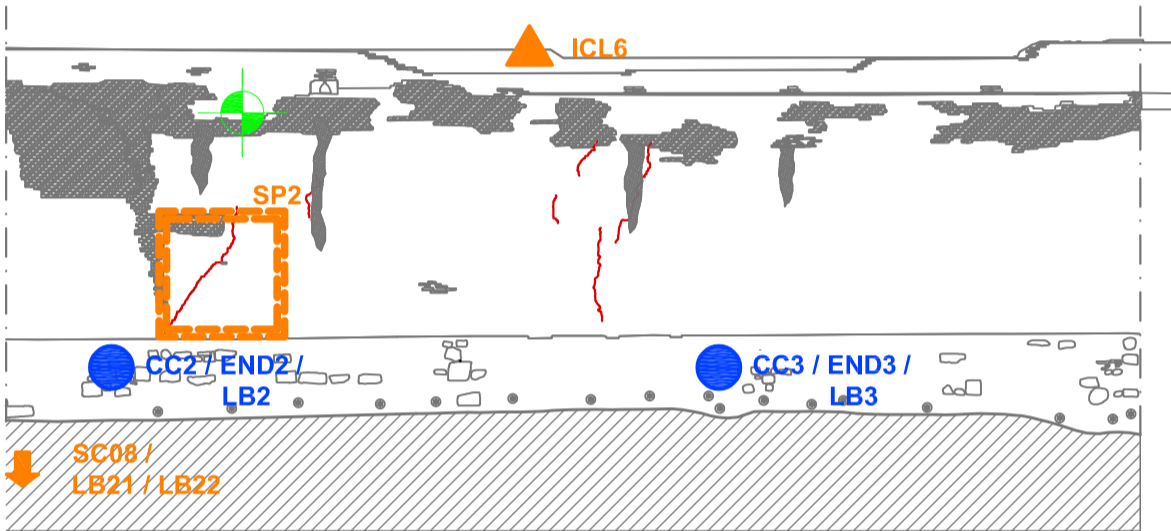 ICL6
SP2
CC2 / END2 /
LB2
CC3 / END3 /
LB3
SC08 /
LB21 / LB22